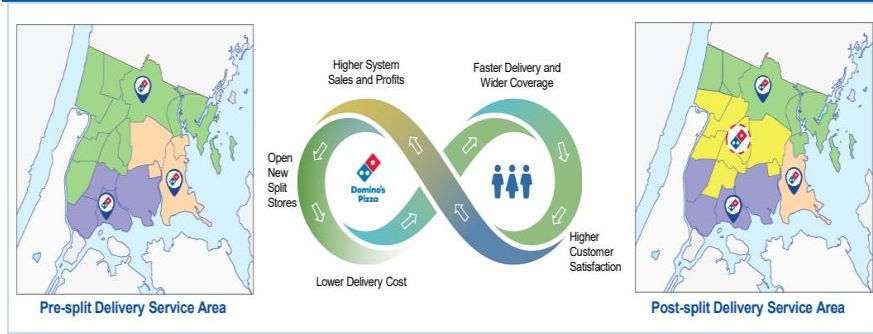 Higher System
Sales and Profits
Faster Delivery and
Wider Coverage
Open
New
Split
Stores
Domino's
Pizza
Higher
Customer
Satisfaction
Lower Delivery Cost
Pre-split Delivery Service Area
Post-split Delivery Service Area